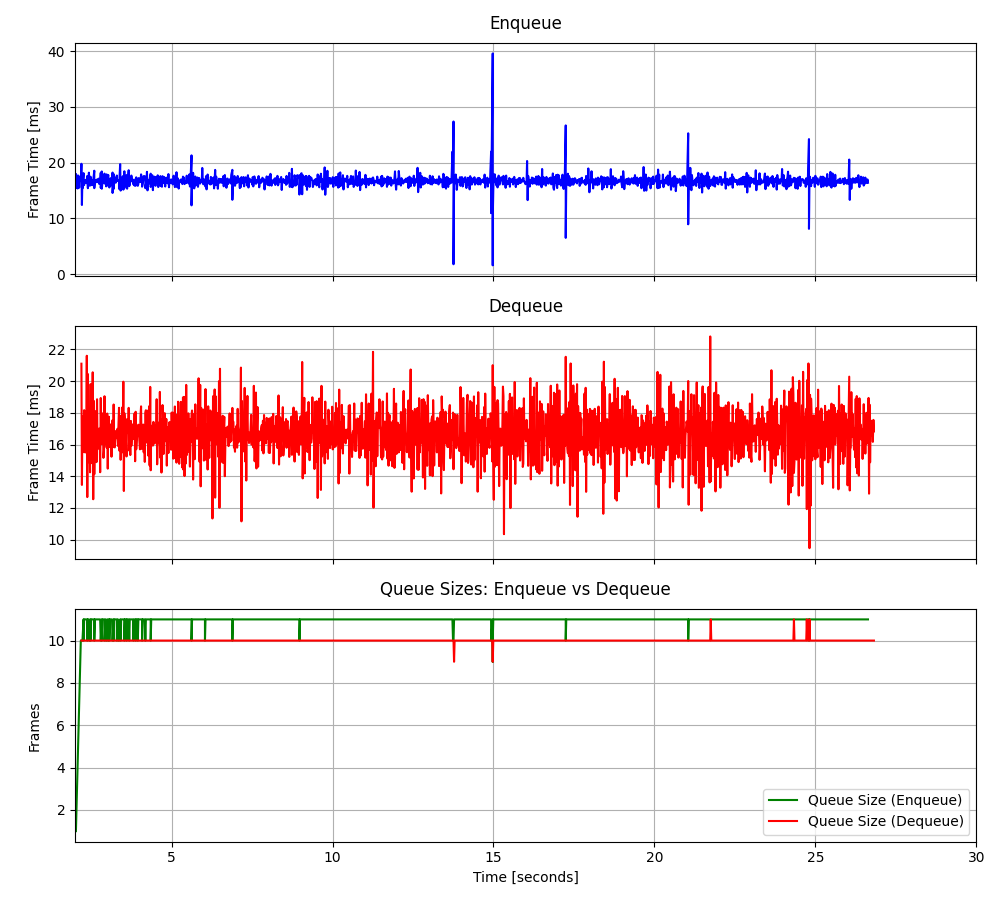 Enqueue
Frame Time [ms]
40
30
20
10
0
Dequeue
Frame Time [ms]
22
20
18
16
14
12
10
Queue Sizes: Enqueue vs Dequeue
Frames
10
8
6
4
2
Queue Size (Enqueue)
Queue Size (Dequeue)
5 10 15 20 25 30
Time [seconds]